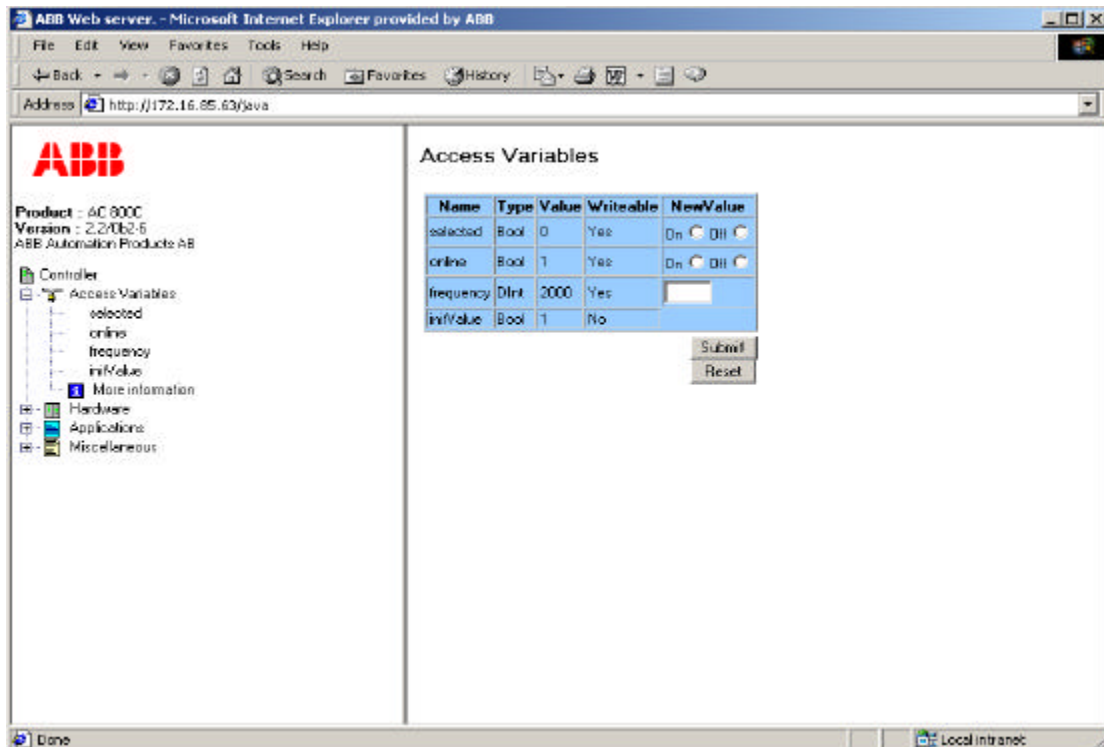 ABB Web server. - Microsoft Internet Explorer provided by ABB
File Edit View Favorites Tools Help
Back Search Favorites History
Address http://172.16.85.63/java
ABB
Product : AC 800C
Version : 2.2/0b2-6
ABB Automation Products AB
Controller
Access Variables
selected
online
frequency
initValue
More information
Hardware
Applications
Miscellaneous
Access Variables
Name Type Value Writeable NewValue
selected Bool 0 Yes On Off
online Bool 1 Yes On Off
frequency DInt 2000 Yes
initValue Bool 1 No
Submit
Reset
Done Local intranet